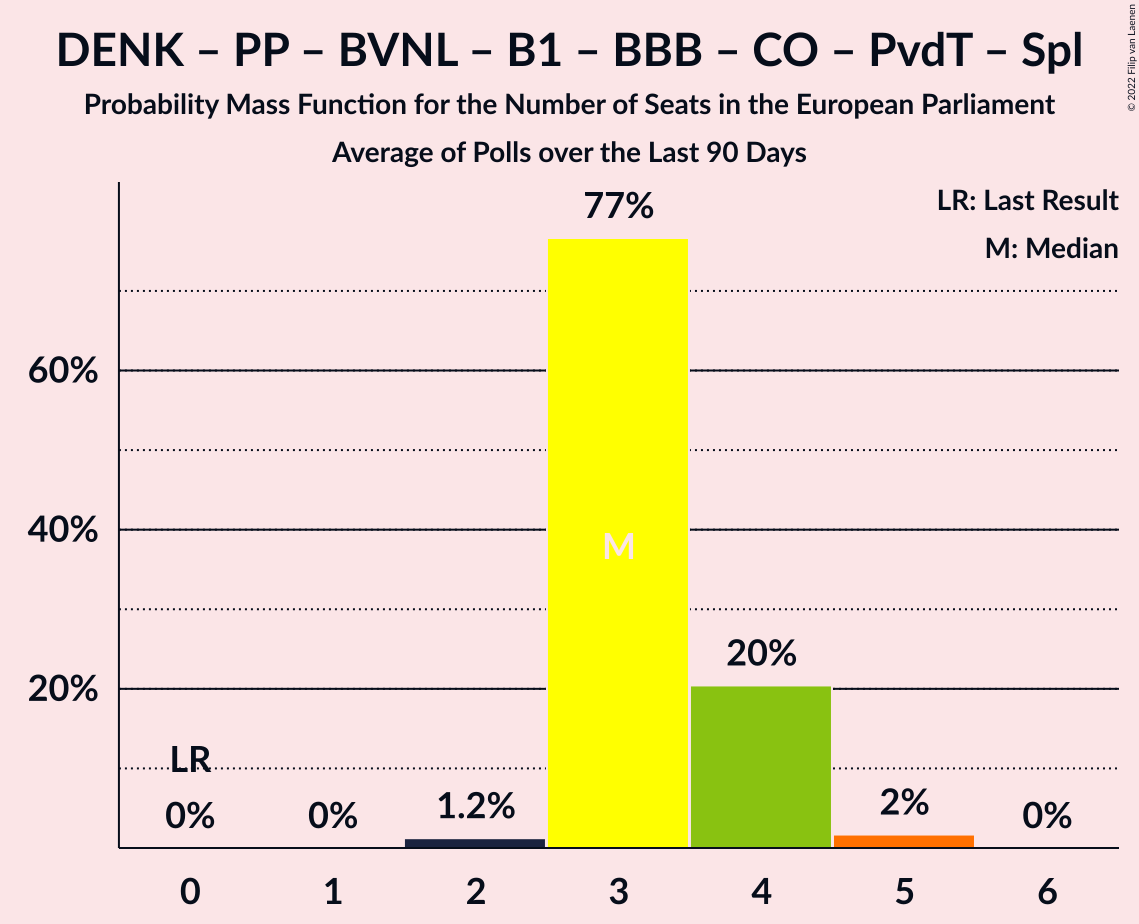 DENK – PP – BVNL – B1 – BBB – CO – PvdT – Spl
Probability Mass Function for the Number of Seats in the European Parliament
Average of Polls over the Last 90 Days
© 2022 Filip van Laenen
LR: Last Result
M: Median
77%
60%
40%
M
20%
20%
LR
0%
0%
1.2%
2%
0%
0
1
2
3
4
5
6